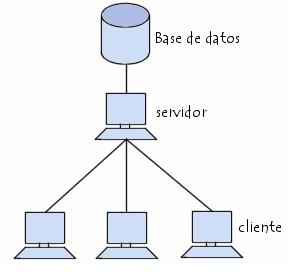 Base de datos
servidor
cliente